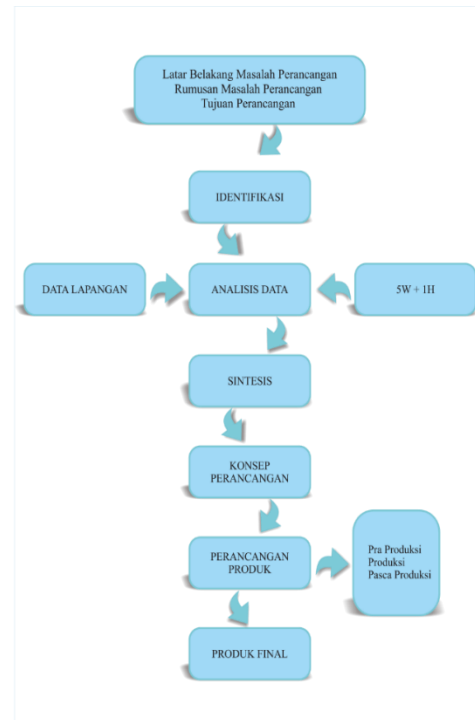 Latar Belakang Masalah Perancangan
Rumusan Masalah Perancangan
Tujuan Perancangan
IDENTIFIKASI
DATA LAPANGAN
ANALISIS DATA
5W + 1H
SINTESIS
KONSEP
PERANCANGAN
PERANCANGAN
PRODUK
Pra Produksi
Produksi
Pasca Produksi
PRODUK FINAL